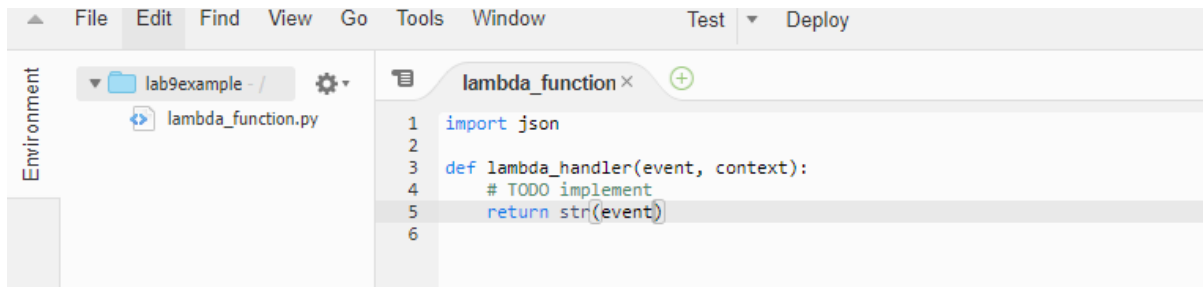 File Edit Find View Go Tools Window Test Deploy
Environment
lab9example - /
lambda_function.py
lambda_function ×
1 import json
2
3 def lambda_handler(event, context):
4     # TODO implement
5     return str(event)
6